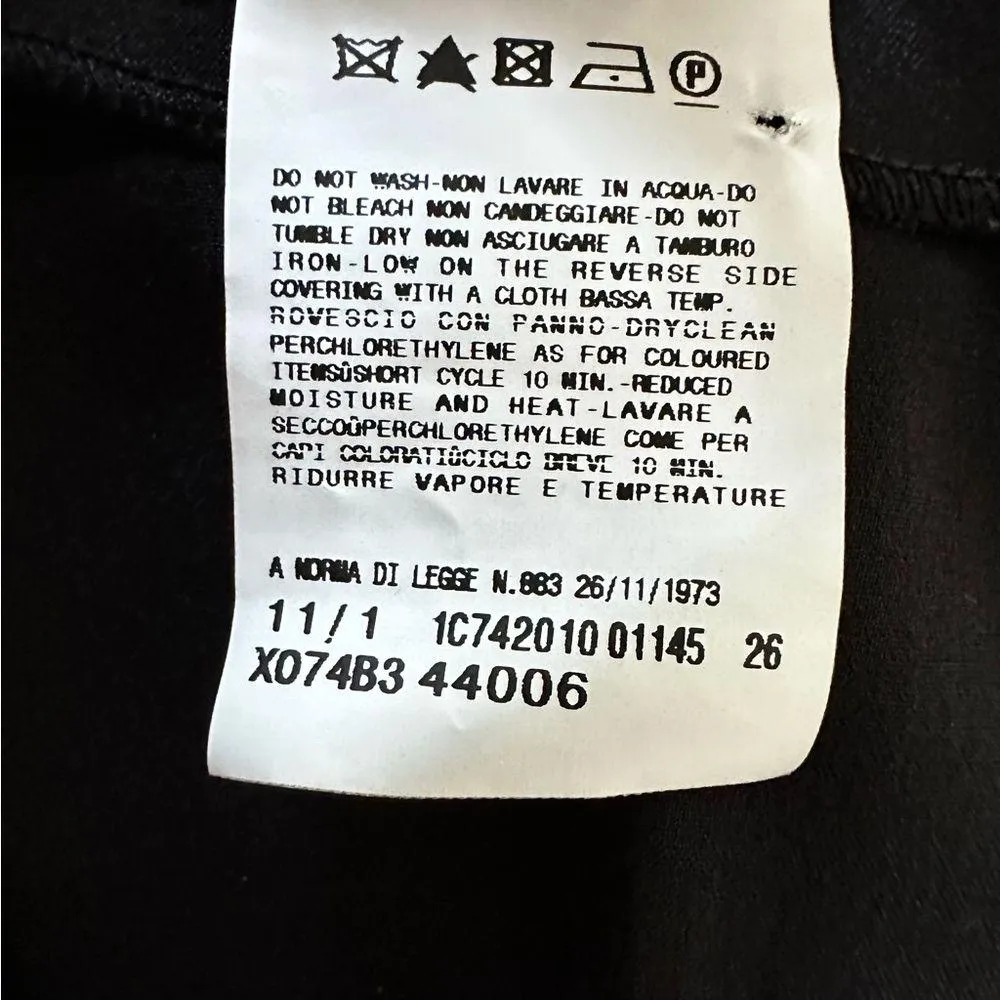 P
DO NOT WASH-NON LAVARE IN ACQUA-DO
NOT BLEACH NON CANDEGGIARE-DO NOT
TUMBLE DRY NON ASCIUGARE A TAMBURO
IRON-LOW ON THE REVERSE SIDE
COVERING WITH A CLOTH BASSA TEMP.
ROVESCIO CON PANNO-DRYCLEAN
PERCHLORETHYLENE AS FOR COLOURED
ITEMSÛSHORT CYCLE 10 MIN.-REDUCED
MOISTURE AND HEAT-LAVARE A
SECCOÛPERCHLORETHYLENE COME PER
CAPI COLORATIÛCICLO BREVE 10 MIN.
RIDURRE VAPORE E TEMPERATURE
A NORMA DI LEGGE N.883 26/11/1973
11/1 1C742010 01145 26
X074B3 44006